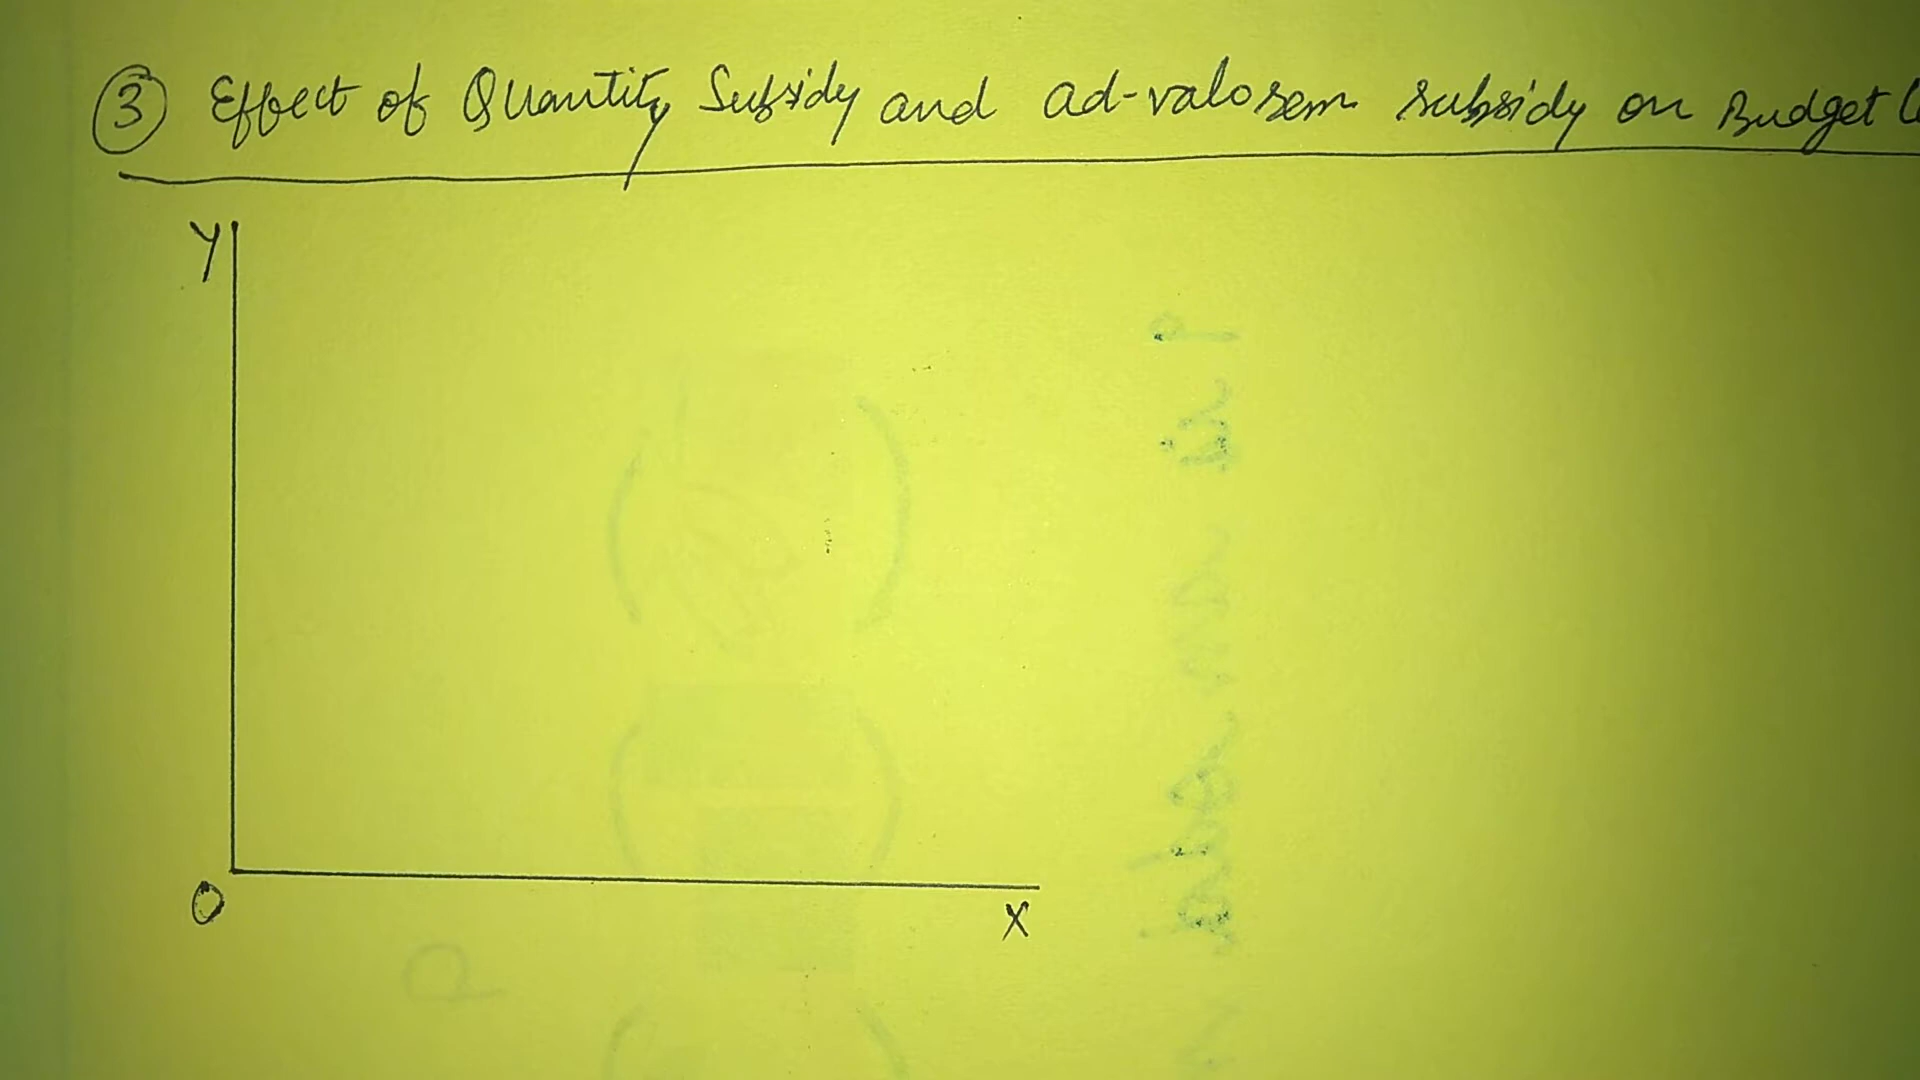 ③ Effect of Quantity Subsidy and ad-valorem subsidy on Budget
Y
O
X